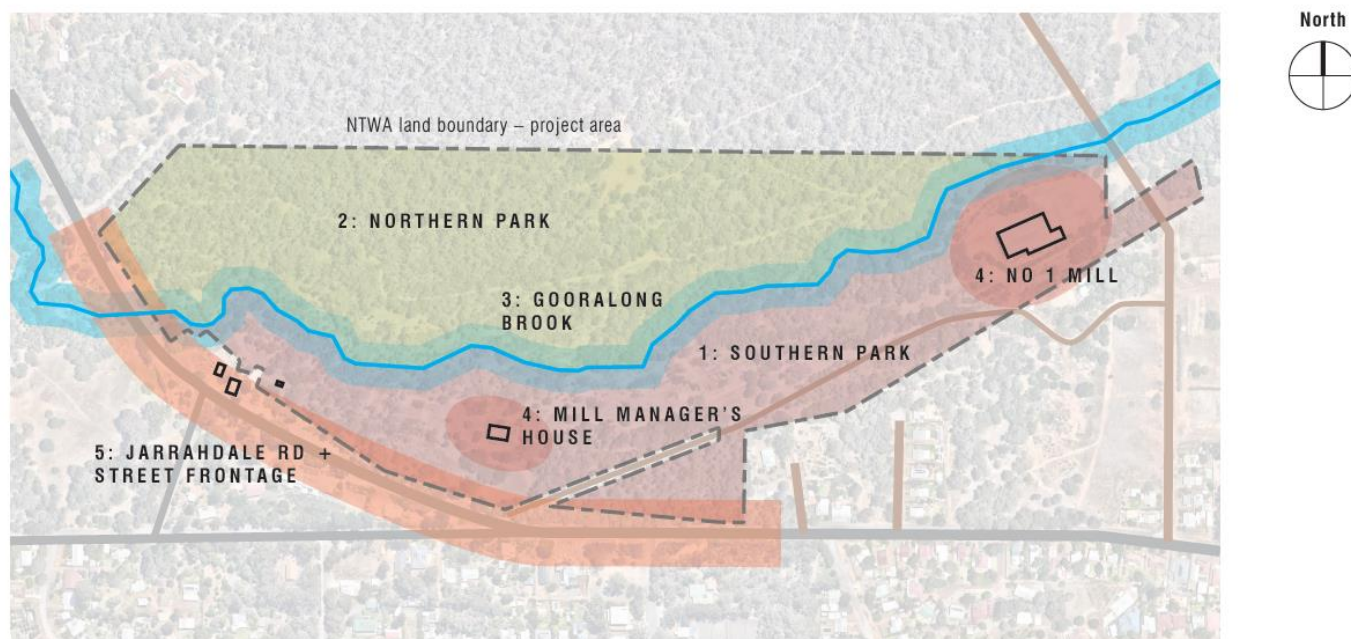 North
NTWA land boundary – project area
2: NORTHERN PARK
4: NO 1 MILL
3: GOORALONG
BROOK
1: SOUTHERN PARK
4: MILL MANAGER'S
HOUSE
5: JARRAHDALE RD +
STREET FRONTAGE